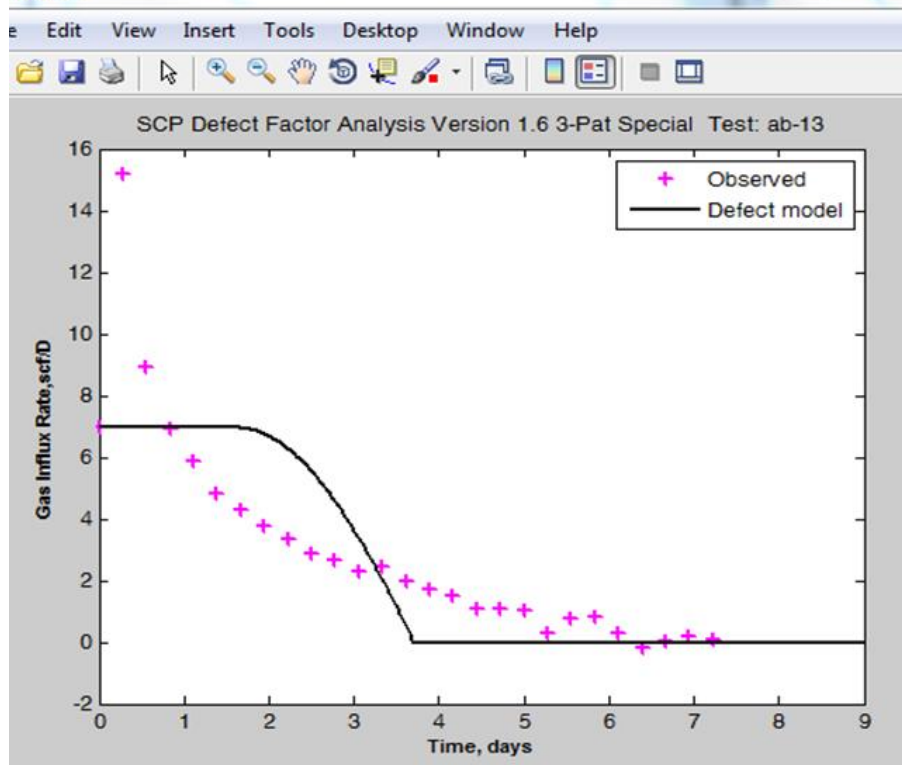 e Edit View Insert Tools Desktop Window Help
SCP Defect Factor Analysis Version 1.6 3-Pat Special Test: ab-13
Observed
Defect model
Gas Influx Rate,scf/D
16
14
12
10
8
6
4
2
0
-2
0 1 2 3 4 5 6 7 8 9
Time, days